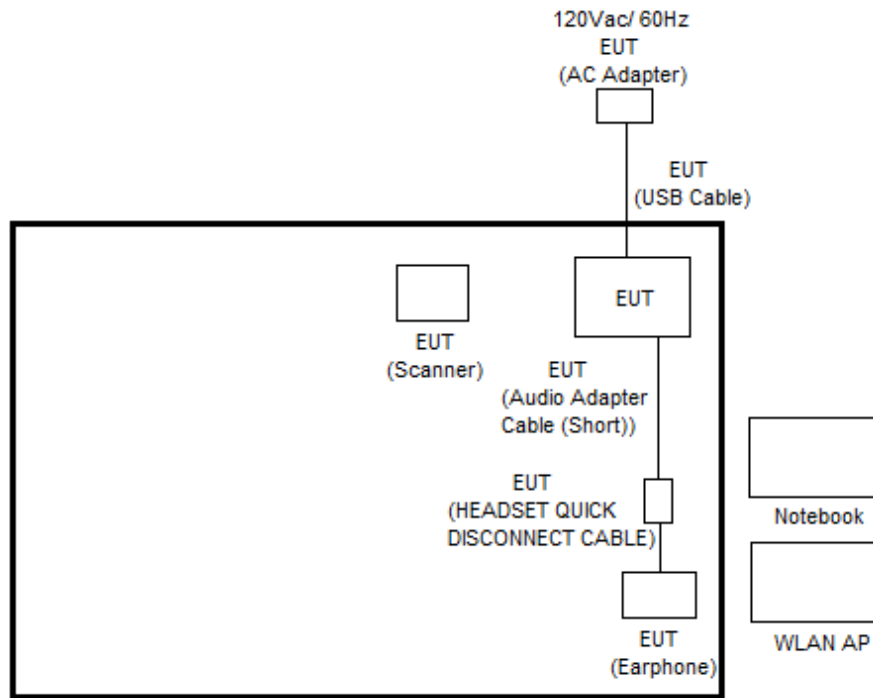 120Vac/ 60Hz
EUT
(AC Adapter)
EUT
(USB Cable)
EUT
EUT
(Scanner)
EUT
(Audio Adapter
Cable (Short))
EUT
(HEADSET QUICK
DISCONNECT CABLE)
Notebook
EUT
(Earphone)
WLAN AP